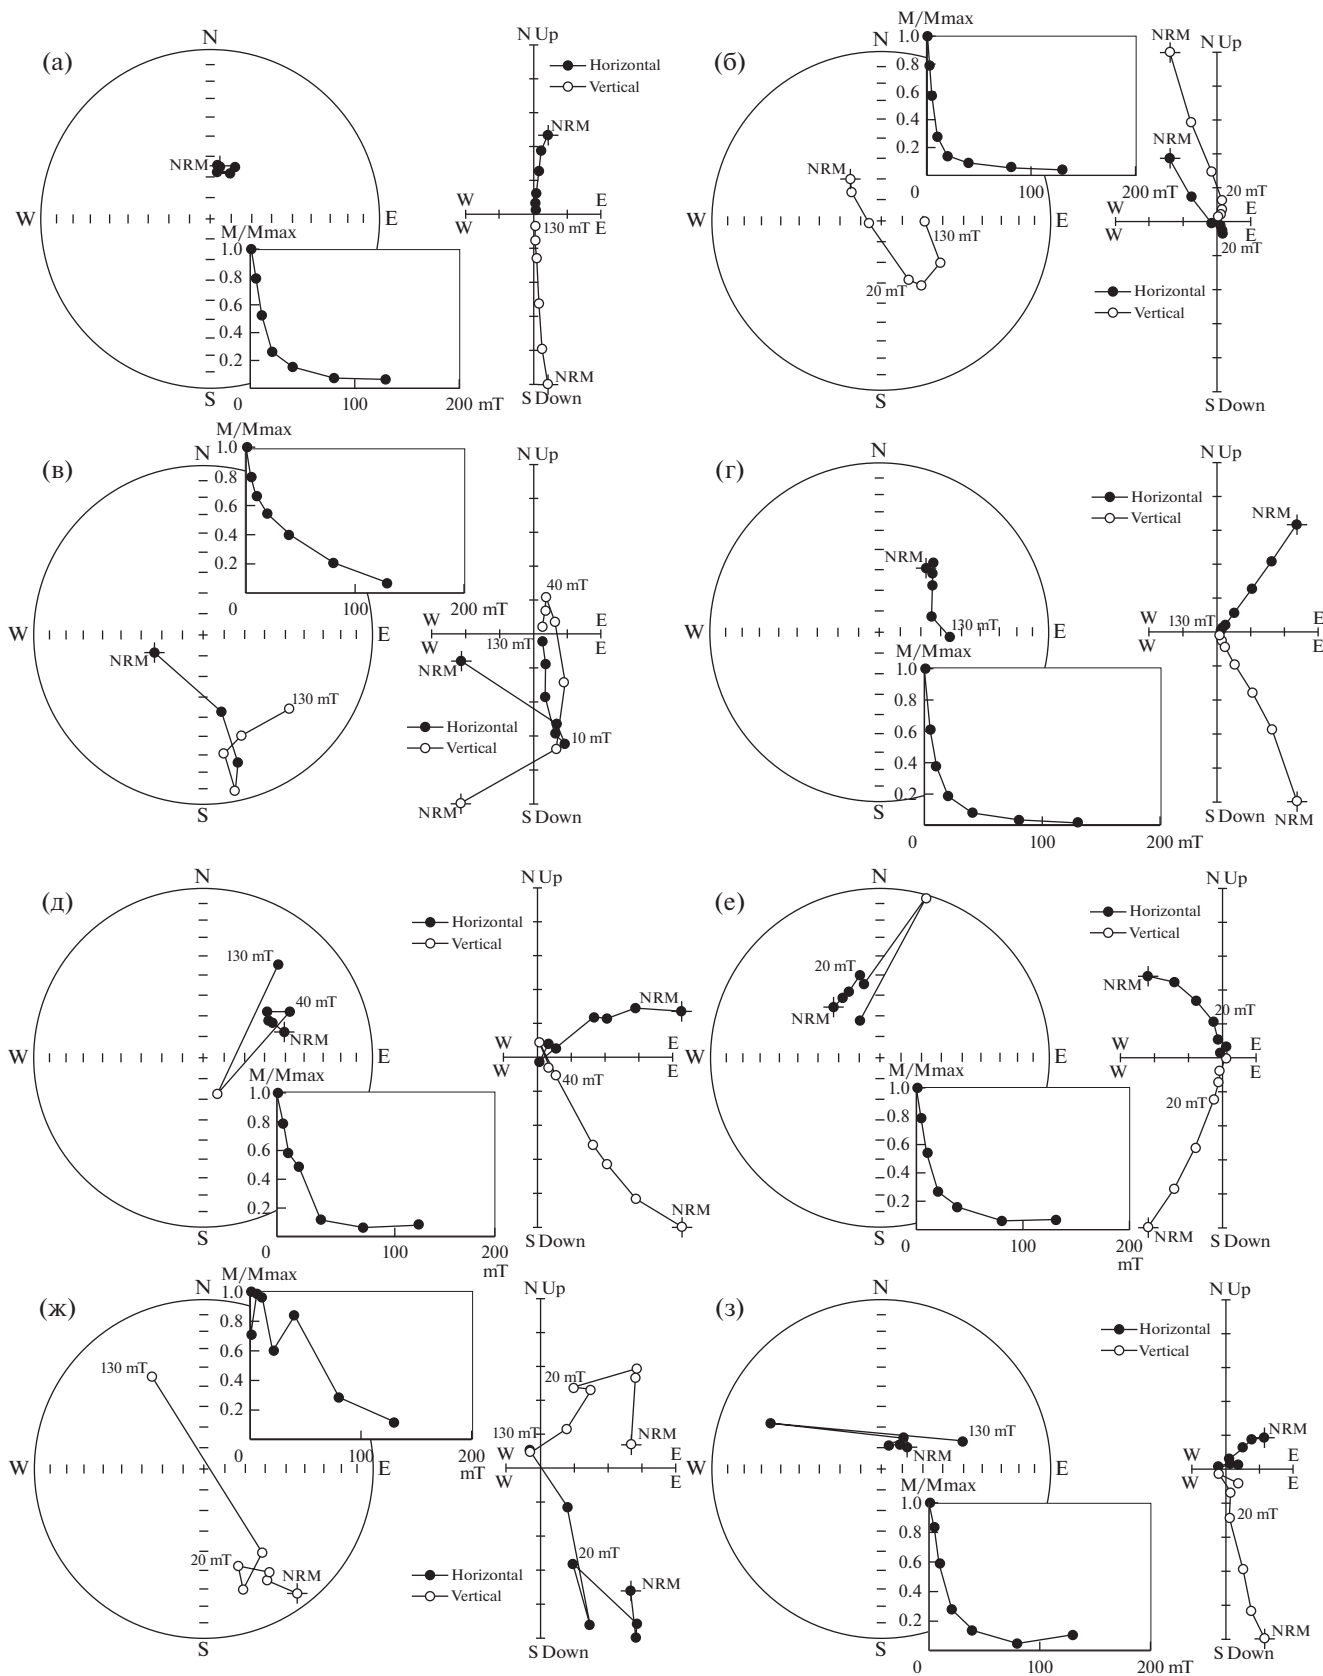 (а)
N
W
E
S
NRM
M/Mmax
1.0
0.8
0.6
0.4
0.2
0
100
200 mT
N Up
Horizontal
Vertical
NRM
W
E
W
E
130 mT
NRM
S Down
(б)
N
W
E
S
NRM
20 mT
130 mT
M/Mmax
1.0
0.8
0.6
0.4
0.2
0
100
200 mT
NRM
N Up
NRM
20 mT
W
E
W
E
20 mT
Horizontal
Vertical
S Down
(в)
N
W
E
S
NRM
130 mT
M/Mmax
1.0
0.8
0.6
0.4
0.2
0
100
200 mT
N Up
40 mT
W
E
W
E
130 mT
NRM
Horizontal
Vertical
10 mT
NRM
S Down
(г)
N
W
E
NRM
130 mT
M/Mmax
1.0
0.8
0.6
0.4
0.2
0
100
200 mT
N Up
Horizontal
Vertical
NRM
130 mT
W
E
W
E
S Down
NRM
(д)
N
W
E
S
130 mT
40 mT
NRM
M/Mmax
1.0
0.8
0.6
0.4
0.2
0
100
200
mT
N Up
Horizontal
Vertical
NRM
W
E
W
E
40 mT
NRM
S Down
(е)
N
W
E
S
20 mT
NRM
M/Mmax
1.0
0.8
0.6
0.4
0.2
0
100
200
mT
N Up
Horizontal
Vertical
NRM
20 mT
W
E
W
E
20 mT
NRM
S Down
(ж)
N
W
E
S
130 mT
20 mT
NRM
M/Mmax
1.0
0.8
0.6
0.4
0.2
0
100
200
mT
N Up
20 mT
130 mT
NRM
W
E
W
E
20 mT
NRM
Horizontal
Vertical
S Down
(з)
N
W
E
S
130 mT
NRM
M/Mmax
1.0
0.8
0.6
0.4
0.2
0
100
200 mT
N Up
Horizontal
Vertical
NRM
W
E
W
E
20 mT
NRM
S Down